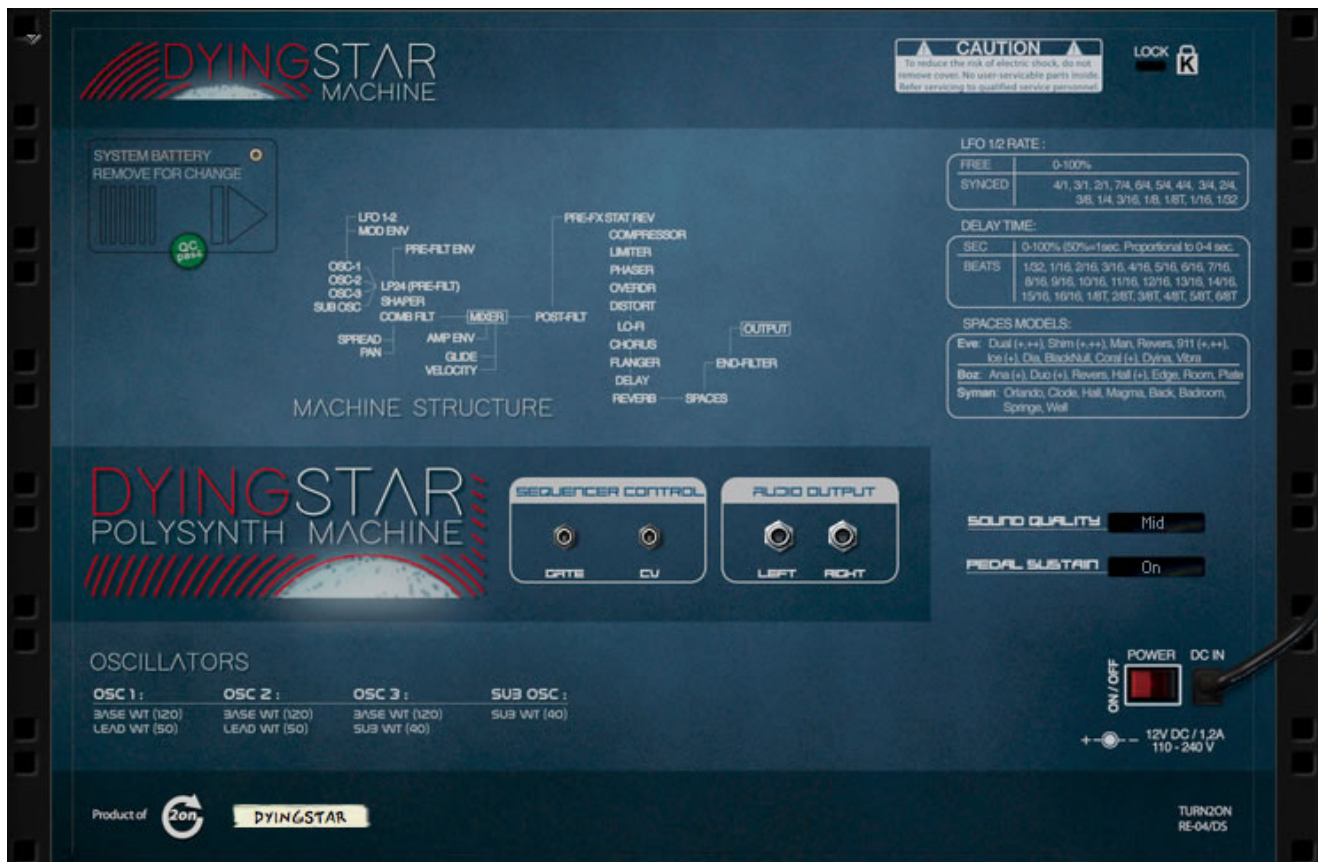 DYINGSTAR
MACHINE
CAUTION
To reduce the risk of electric shock, do not
remove cover. No user-servicable parts inside.
Refer servicing to qualified service personnel.
LOCK
K
SYSTEM BATTERY
REMOVE FOR CHANGE
QC
pass
LFO 1-2
MOD ENV
PRE-FILT ENV
OSC-1
OSC-2
OSC-3
SUB OSC
LP24 (PRE-FILT)
SHAPER
COMB FILT
MIXER
POST-FILT
SPREAD
PAN
AMP ENV
GLIDE
VELOCITY
PRE-FX STAT REV
COMPRESSOR
LIMITER
PHASER
OVERDR
DISTORT
LO-FI
CHORUS
FLANGER
DELAY
REVERB
SPACES
END-FILTER
OUTPUT
MACHINE STRUCTURE
LFO 1/2 RATE :
FREE 0-100%
SYNCED 4/1, 3/1, 2/1, 7/4, 6/4, 5/4, 4/4, 3/4, 2/4,
3/8, 1/4, 3/16, 1/8, 1/8T, 1/16, 1/32
DELAY TIME:
SEC 0-100% (50%=1sec. Proportional to 0-4 sec.
BEATS 1/32, 1/16, 2/16, 3/16, 4/16, 5/16, 6/16, 7/16,
8/16, 9/16, 10/16, 11/16, 12/16, 13/16, 14/16,
15/16, 16/16, 1/8T, 2/8T, 3/8T, 4/8T, 5/8T, 6/8T
SPACES MODELS:
Eve: Dual (+,++), Shim (+,++), Man, Revers, 911 (+,++),
Ice (+), Dia, BlackNull, Coral (+), Dyina, Vibra
Boz: Ana (+), Duo (+), Revers, Hall (+), Edge, Room, Plate
Syman: Orlando, Clode, Hall, Magma, Back, Badroom,
Springe, Well
DYINGSTAR
POLYSYNTH MACHINE
SEQUENCER CONTROL
GATE CV
AUDIO OUTPUT
LEFT RIGHT
SOUND QUALITY Mid
PEDAL SUSTAIN On
OSCILLATORS
OSC 1 : OSC 2 : OSC 3 : SUB OSC :
BASE WT (120) BASE WT (120) BASE WT (120) SUB WT (40)
LEAD WT (50) LEAD WT (50) SUB WT (40)
POWER DC IN
ON / OFF
12V DC / 1,2A
110 - 240 V
Product of 2on
DYINGSTAR
TURN2ON
RE-04/DS